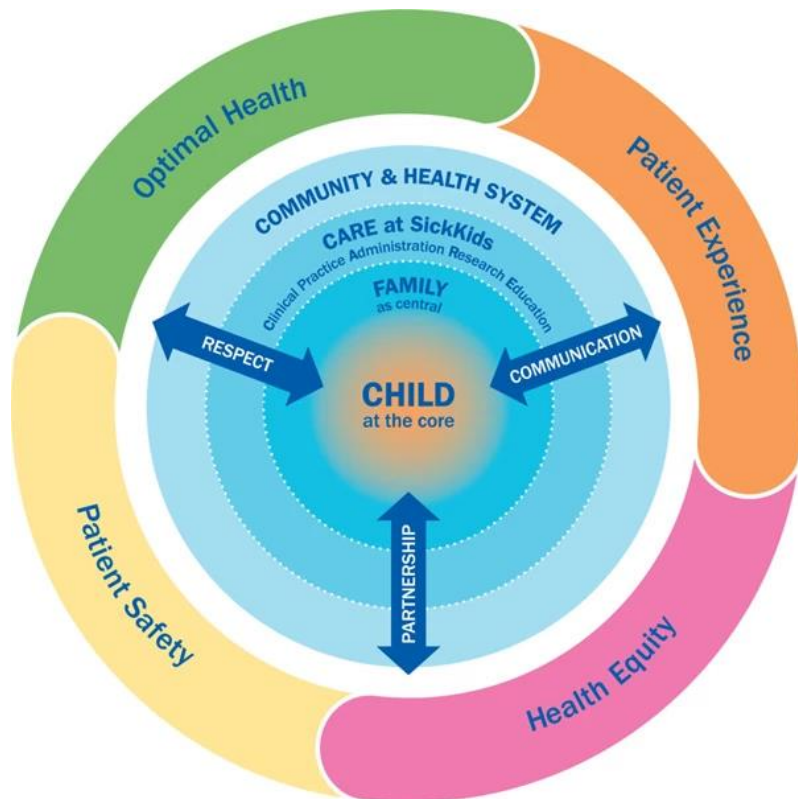 Optimal Health
Patient Experience
COMMUNITY & HEALTH SYSTEM
CARE at SickKids
Clinical Practice Administration Research Education
FAMILY
as central
RESPECT
COMMUNICATION
CHILD
at the core
PARTNERSHIP
Patient Safety
Health Equity